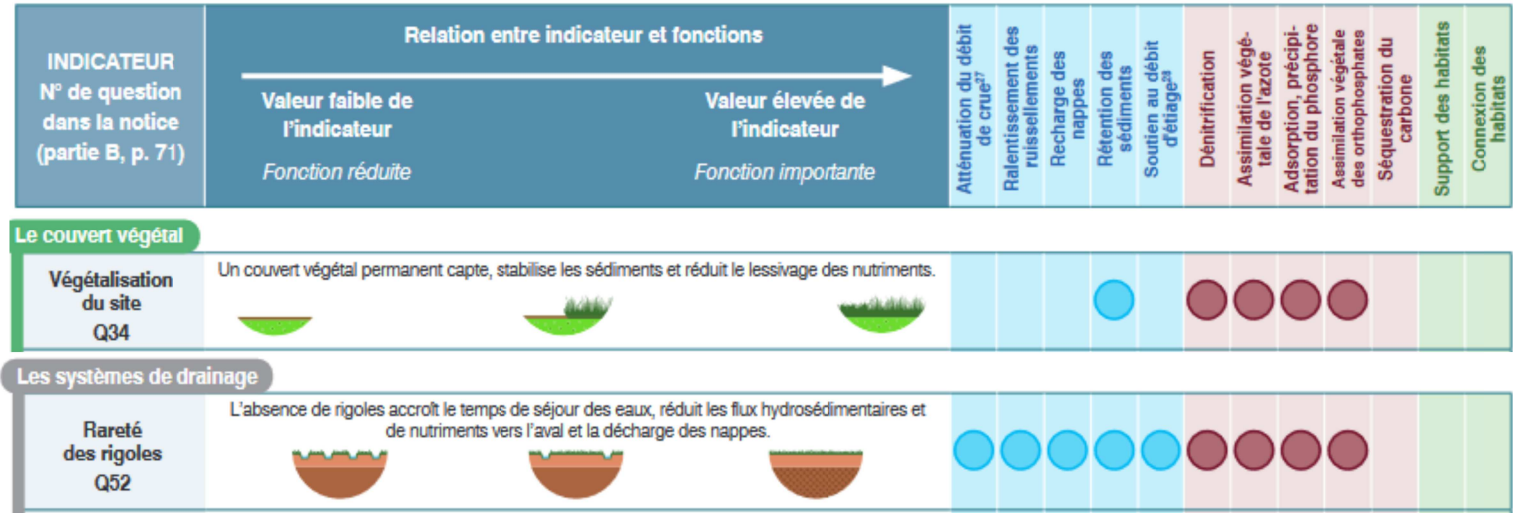 INDICATEUR
N° de question
dans la notice
(partie B, p. 71)
Relation entre indicateur et fonctions
Valeur faible de
l'indicateur
Fonction réduite
Valeur élevée de
l'indicateur
Fonction importante
Atténuation du débit
de crue27
Ralentissement des
ruissellements
Recharge des
nappes
Rétention des
sédiments
Soutien au débit
d'étiage28
Dénitrification
Assimilation végé-
tale de l'azote
Adsorption, précipi-
tation du phosphore
Assimilation végétale
des orthophosphates
Séquestration du
carbone
Support des habitats
Connexion des
habitats
Le couvert végétal
Végétalisation
du site
Q34
Un couvert végétal permanent capte, stabilise les sédiments et réduit le lessivage des nutriments.
Les systèmes de drainage
Rareté
des rigoles
Q52
L'absence de rigoles accroît le temps de séjour des eaux, réduit les flux hydrosédimentaires et
de nutriments vers l'aval et la décharge des nappes.